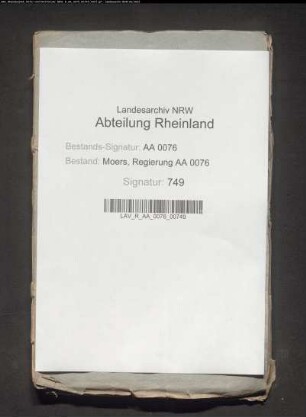 Landesarchiv NRW
Abteilung Rheinland
Bestands-Signatur: AA 0076
Bestand: Moers, Regierung AA 0076
Signatur: 749
LAV_R_AA_0076_00749